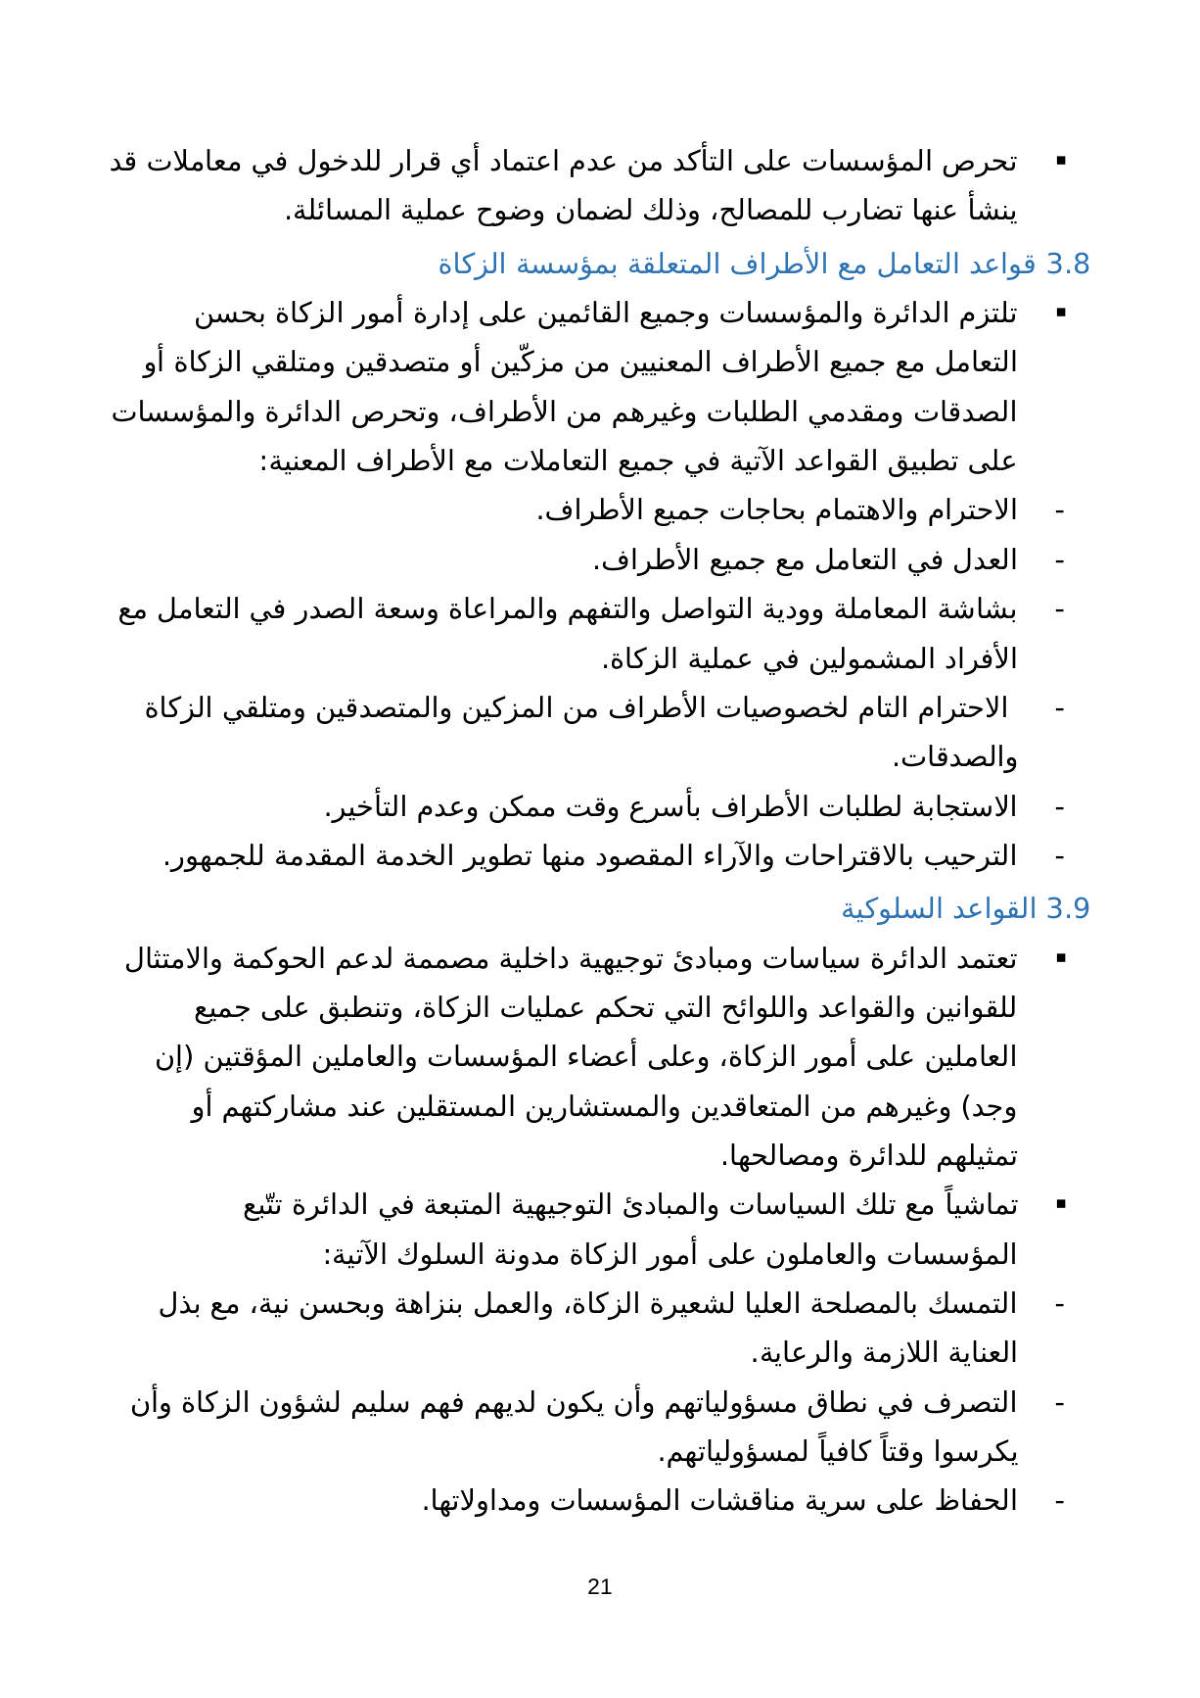 ▪ تحرص المؤسسات على التأكد من عدم اعتماد أي قرار للدخول في معاملات قد
ينشأ عنها تضارب للمصالح، وذلك لضمان وضوح عملية المسائلة.
3.8 قواعد التعامل مع الأطراف المتعلقة بمؤسسة الزكاة
▪ تلتزم الدائرة والمؤسسات وجميع القائمين على إدارة أمور الزكاة بحسن
التعامل مع جميع الأطراف المعنيين من مزكّين أو متصدقين ومتلقي الزكاة أو
الصدقات ومقدمي الطلبات وغيرهم من الأطراف، وتحرص الدائرة والمؤسسات
على تطبيق القواعد الآتية في جميع التعاملات مع الأطراف المعنية:
- الاحترام والاهتمام بحاجات جميع الأطراف.
- العدل في التعامل مع جميع الأطراف.
- بشاشة المعاملة وودية التواصل والتفهم والمراعاة وسعة الصدر في التعامل مع
الأفراد المشمولين في عملية الزكاة.
- الاحترام التام لخصوصيات الأطراف من المزكين والمتصدقين ومتلقي الزكاة
والصدقات.
- الاستجابة لطلبات الأطراف بأسرع وقت ممكن وعدم التأخير.
- الترحيب بالاقتراحات والآراء المقصود منها تطوير الخدمة المقدمة للجمهور.
3.9 القواعد السلوكية
▪ تعتمد الدائرة سياسات ومبادئ توجيهية داخلية مصممة لدعم الحوكمة والامتثال
للقوانين والقواعد واللوائح التي تحكم عمليات الزكاة، وتنطبق على جميع
العاملين على أمور الزكاة، وعلى أعضاء المؤسسات والعاملين المؤقتين (إن
وجد) وغيرهم من المتعاقدين والمستشارين المستقلين عند مشاركتهم أو
تمثيلهم للدائرة ومصالحها.
▪ تماشياً مع تلك السياسات والمبادئ التوجيهية المتبعة في الدائرة تتّبع
المؤسسات والعاملون على أمور الزكاة مدونة السلوك الآتية:
- التمسك بالمصلحة العليا لشعيرة الزكاة، والعمل بنزاهة وبحسن نية، مع بذل
العناية اللازمة والرعاية.
- التصرف في نطاق مسؤولياتهم وأن يكون لديهم فهم سليم لشؤون الزكاة وأن
يكرسوا وقتاً كافياً لمسؤولياتهم.
- الحفاظ على سرية مناقشات المؤسسات ومداولاتها.
21